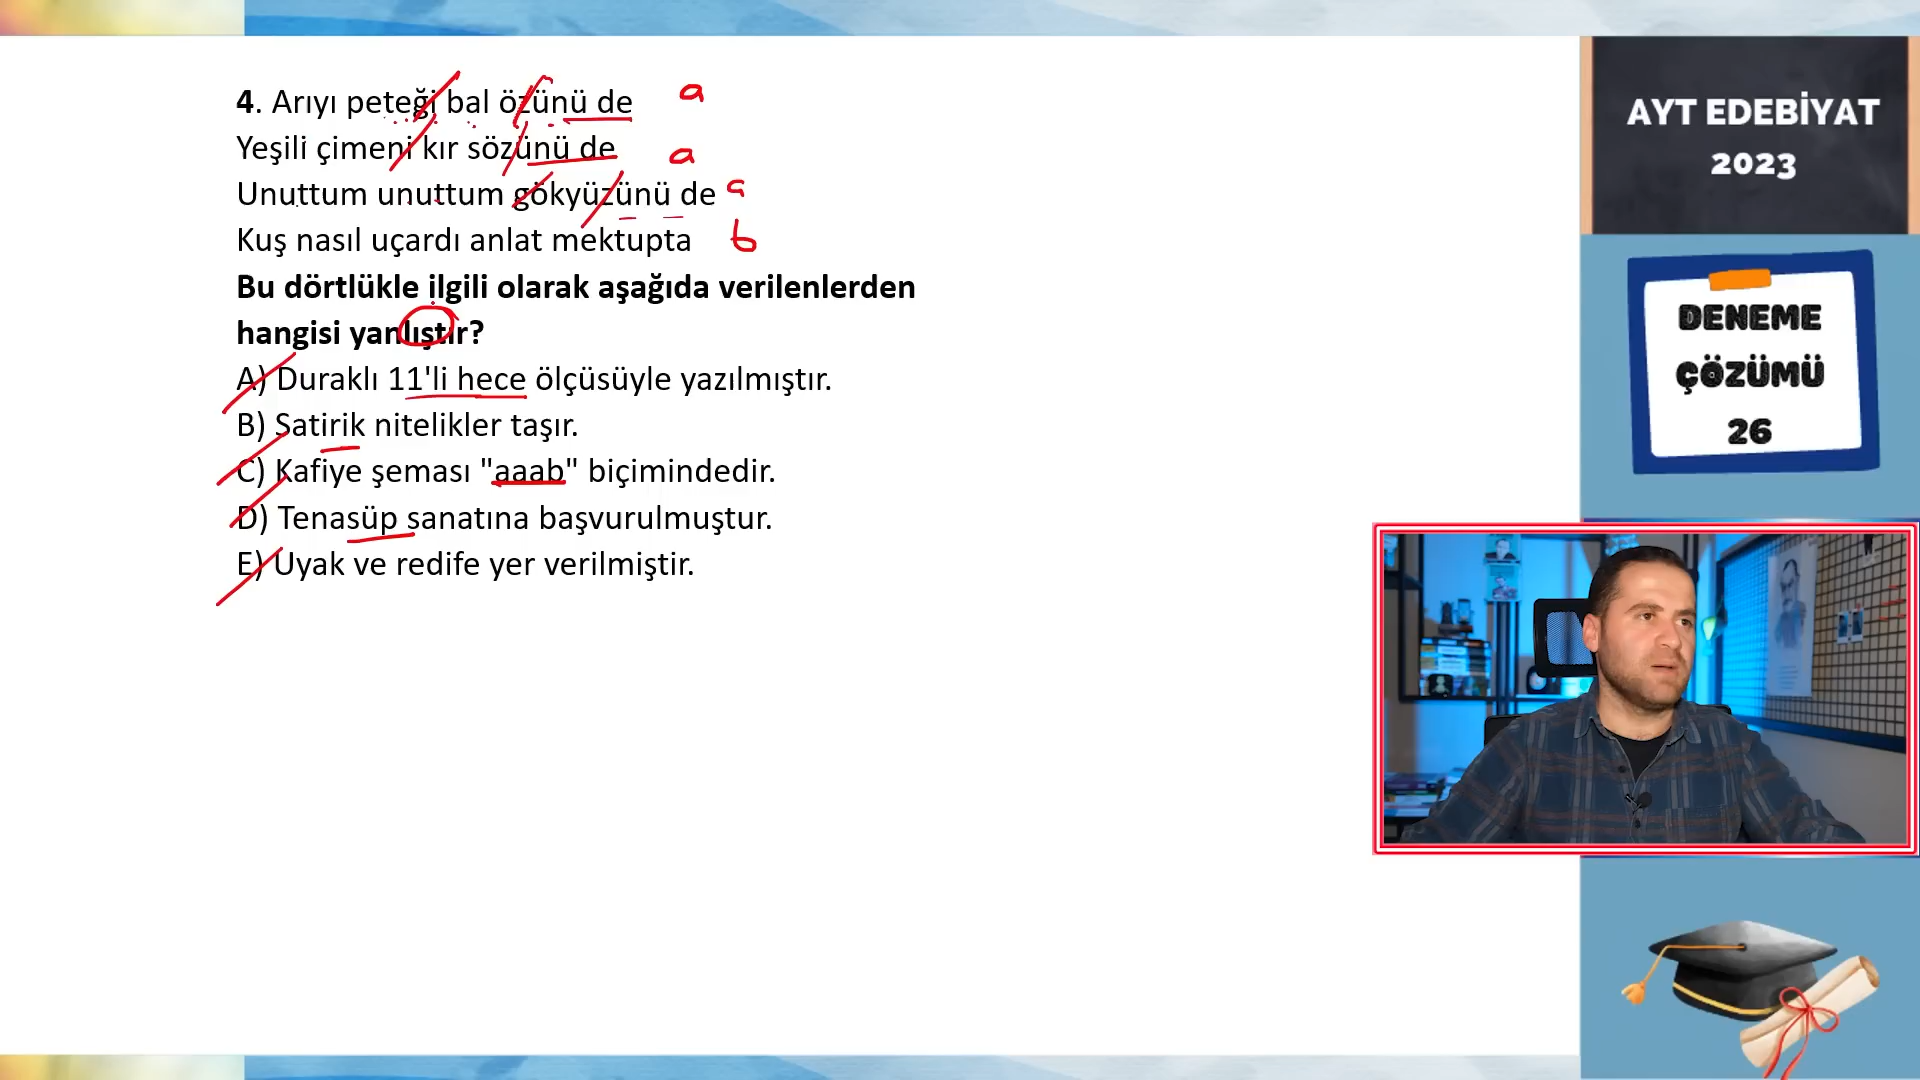 4. Arıyı peteği bal özünü de a
Yeşili çimeni kır sözünü de a
Unuttum unuttum gökyüzünü de a
Kuş nasıl uçardı anlat mektupta b
Bu dörtlükle ilgili olarak aşağıda verilenlerden
hangisi yanlıştır?
A) Duraklı 11'li hece ölçüsüyle yazılmıştır.
B) Satirik nitelikler taşır.
C) Kafiye şeması "aaab" biçimindedir.
D) Tenasüp sanatına başvurulmuştur.
E) Uyak ve redife yer verilmiştir.
AYT EDEBİYAT
2023
DENEME
ÇÖZÜMÜ
26